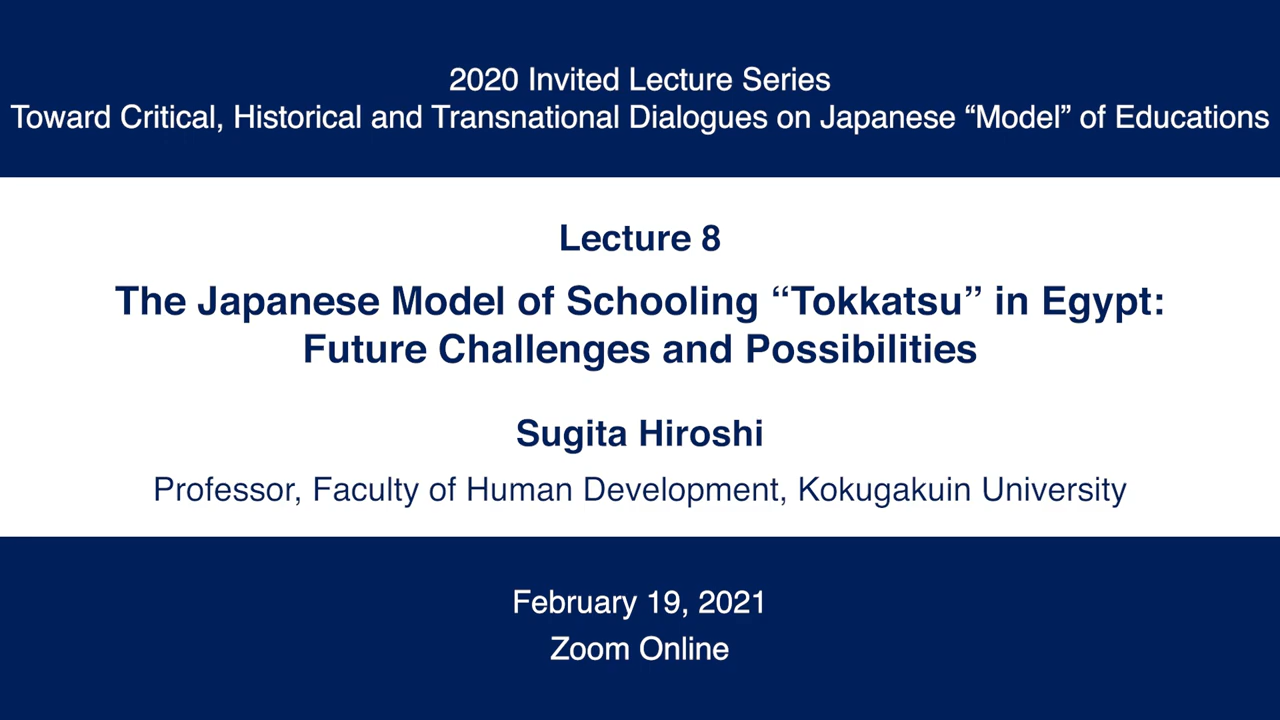 2020 Invited Lecture Series
Toward Critical, Historical and Transnational Dialogues on Japanese “Model” of Educations
Lecture 8
The Japanese Model of Schooling “Tokkatsu” in Egypt:
Future Challenges and Possibilities
Sugita Hiroshi
Professor, Faculty of Human Development, Kokugakuin University
February 19, 2021
Zoom Online